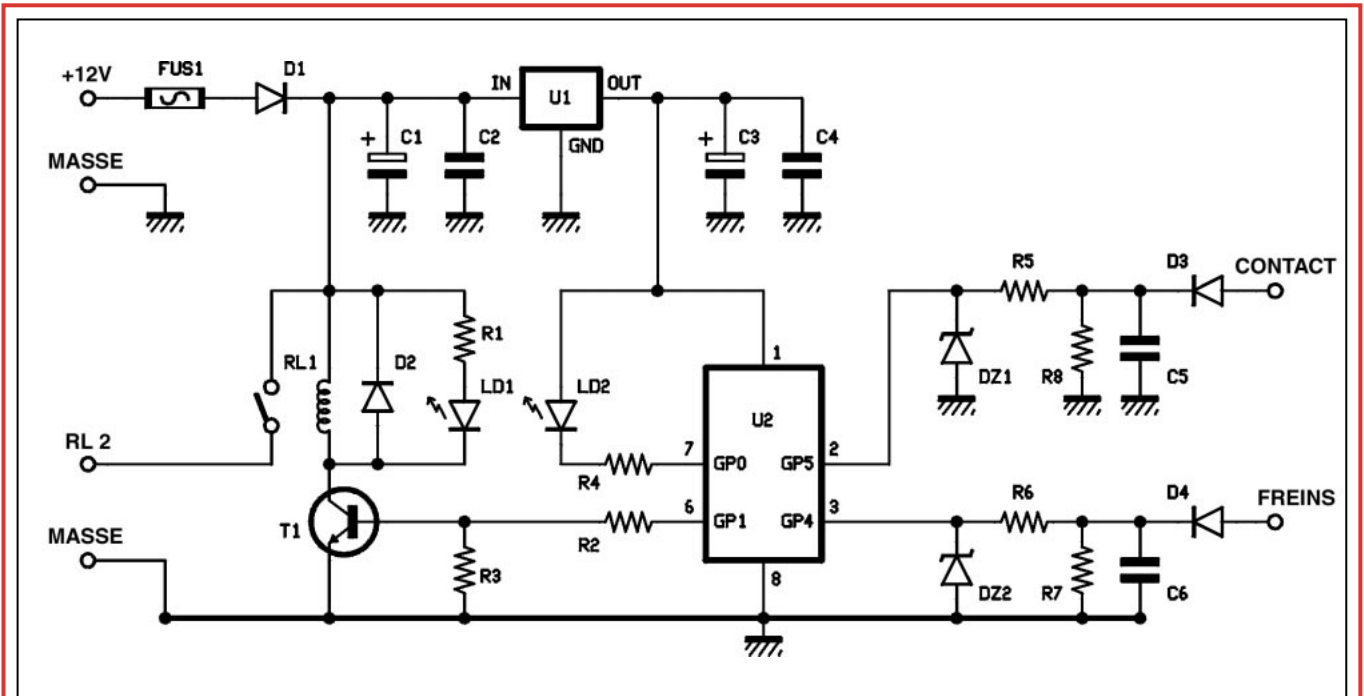 +12V
FUS1
D1
IN
U1
OUT
GND
+
C1
C2
+
C3
C4
MASSE
R5
D3
CONTACT
RL1
D2
R1
LD1
LD2
1
DZ1
R8
C5
U2
RL 2
R4
7
GP0
GP5
2
T1
R2
6
GP1
GP4
3
R6
D4
FREINS
MASSE
R3
8
DZ2
R7
C6